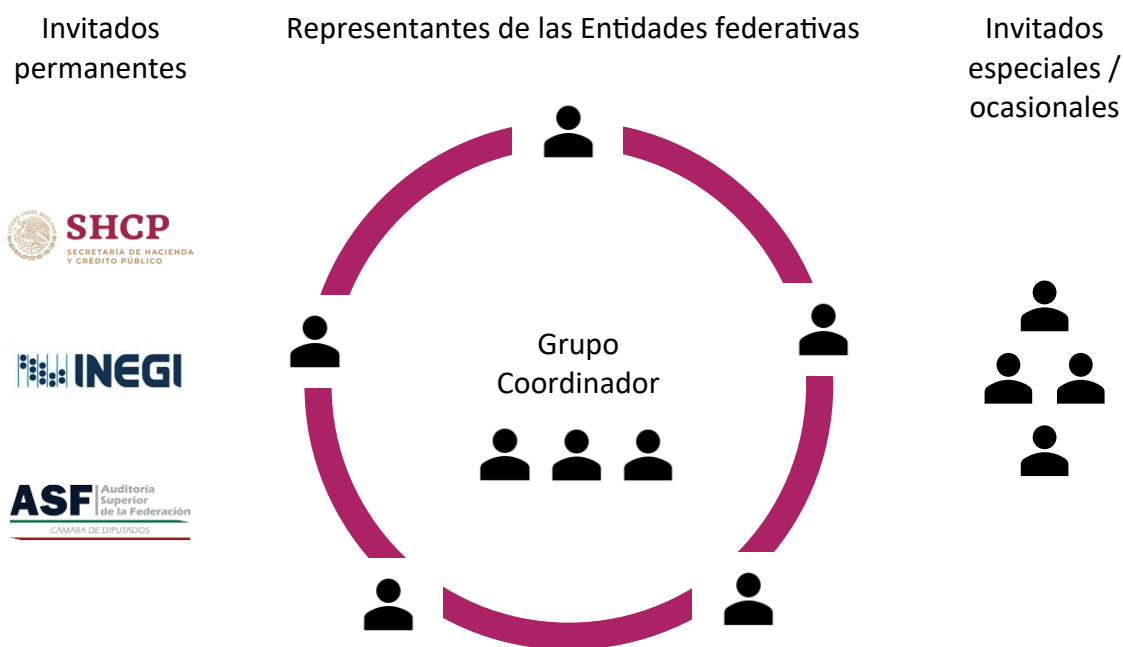 Invitados
permanentes
Representantes de las Entidades federativas
Invitados
especiales /
ocasionales
SHCP
SECRETARÍA DE HACIENDA
Y CRÉDITO PÚBLICO
INEGI
ASF
Auditoría
Superior
de la Federación
CÁMARA DE DIPUTADOS
Grupo
Coordinador